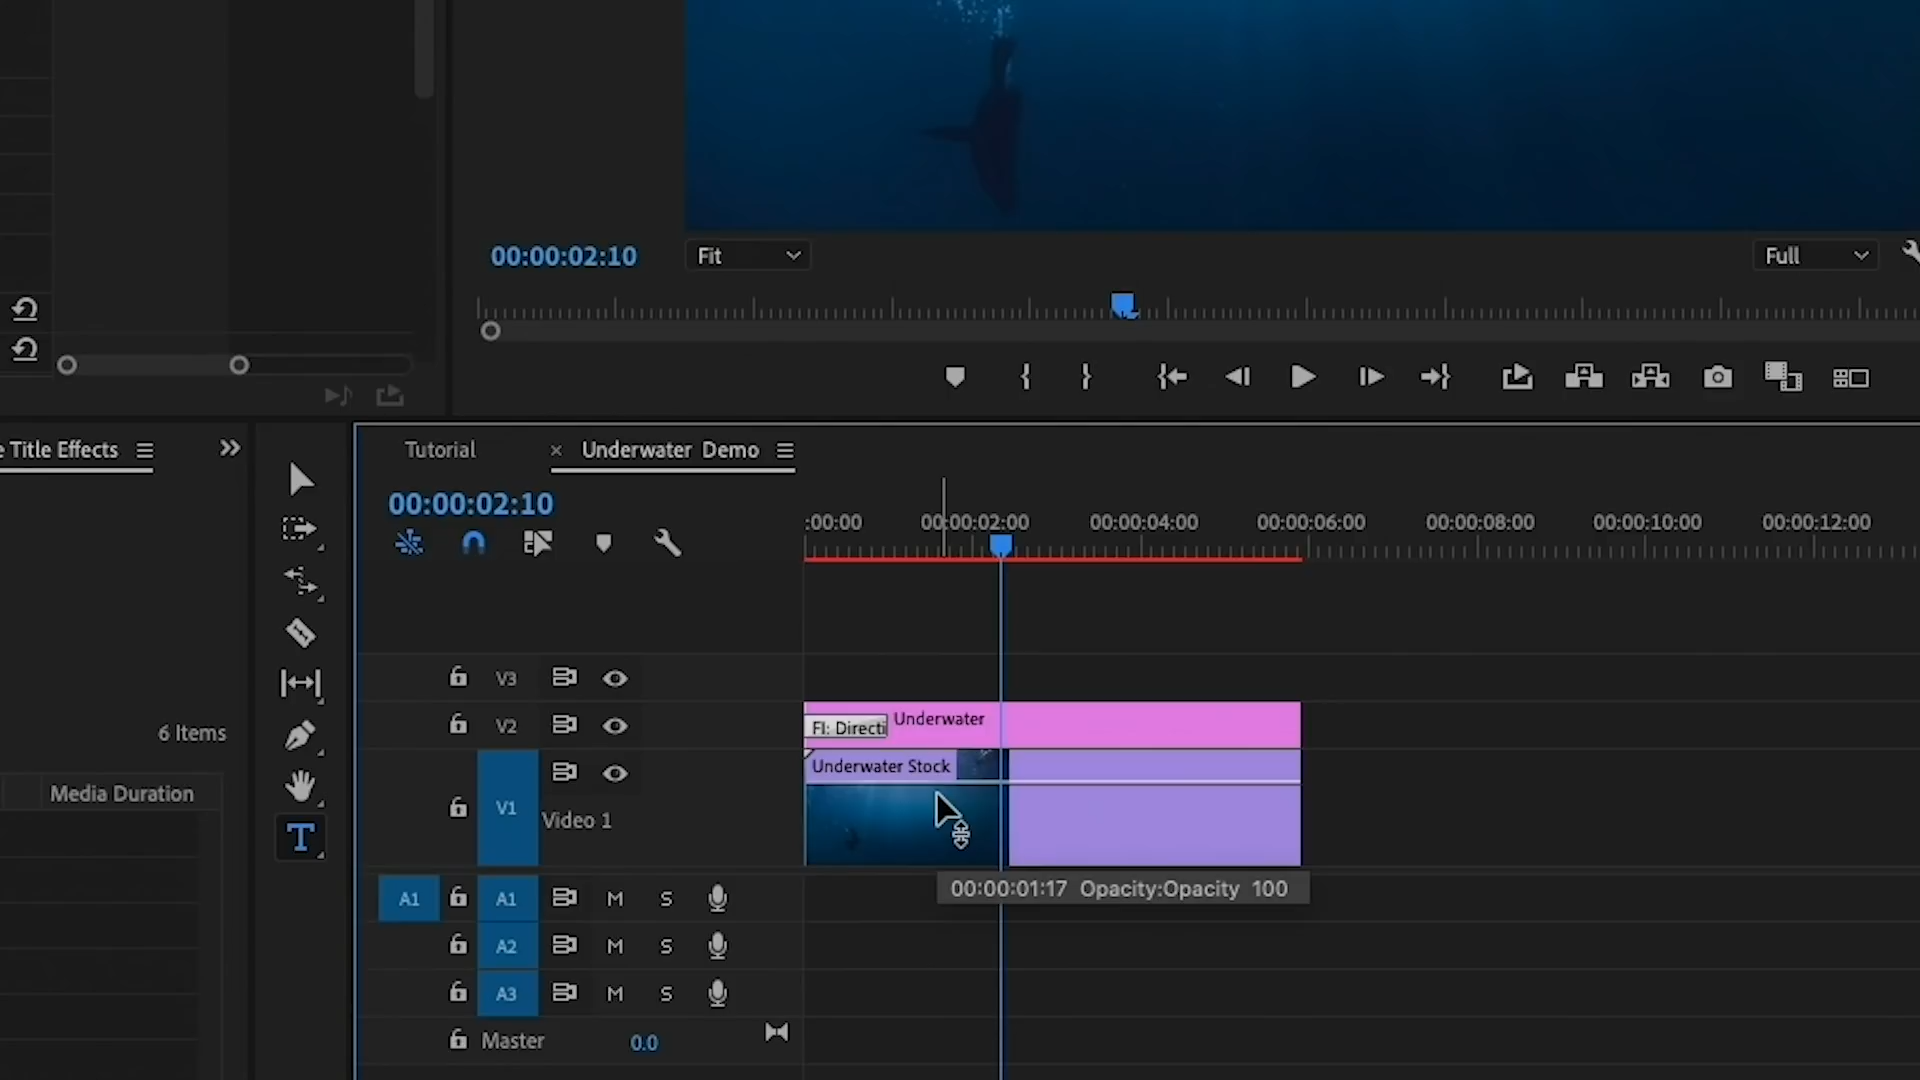 00:00:02:10
Fit
Full
e Title Effects
Tutorial
Underwater Demo
00:00:02:10
:00:00
00:00:02:00
00:00:04:00
00:00:06:00
00:00:08:00
00:00:10:00
00:00:12:00
6 Items
Media Duration
V3
V2
FI: Directi
Underwater
Underwater Stock
V1
Video 1
T
00:00:01:17 Opacity:Opacity 100
A1
A1
M
S
A2
M
S
A3
M
S
Master
0.0